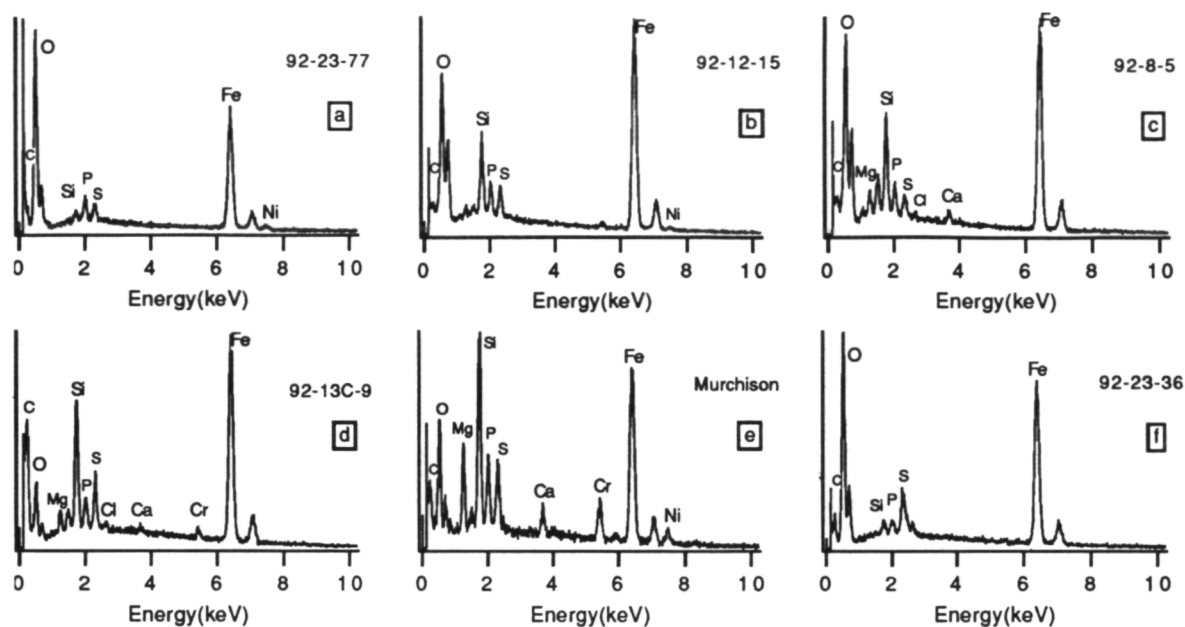 O
92-23-77
Fe
a
C
Si
P
S
Ni
0 2 4 6 8 10
Energy(keV)
Fe
O
92-12-15
Si
b
C
P
S
Ni
0 2 4 6 8 10
Energy(keV)
O
Fe
92-8-5
Si
c
C
Mg
P
S
Cl
Ca
0 2 4 6 8 10
Energy(keV)
Fe
92-13C-9
Si
C
d
O
S
Mg
P
Cl
Ca
Cr
0 2 4 6 8 10
Energy(keV)
Si
Fe
Murchison
O
Mg
e
P
S
C
Ca
Cr
Ni
0 2 4 6 8 10
Energy(keV)
O
Fe
92-23-36
f
C
Si
P
S
0 2 4 6 8 10
Energy(keV)